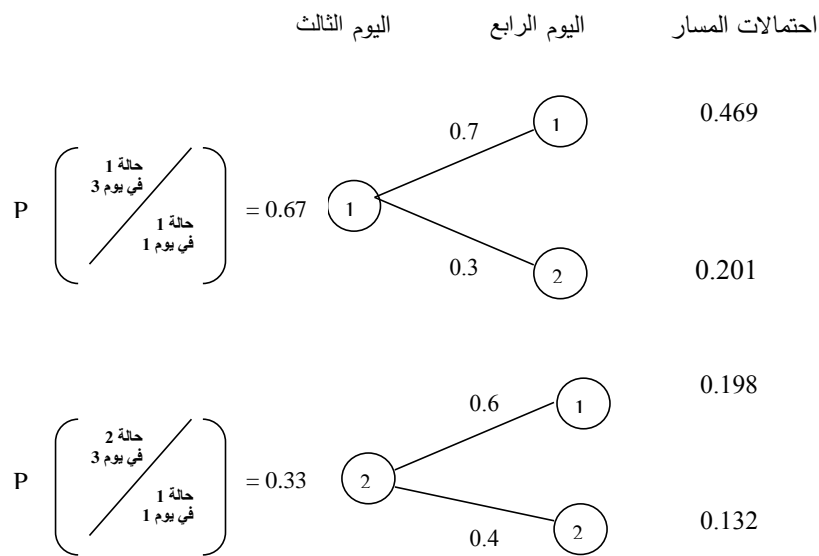 اليوم الثالث اليوم الرابع احتمالات المسار
0.7 1 0.469
حالة 1
في يوم 3
P = 0.67 1
حالة 1
في يوم 1
0.3 2 0.201
0.6 1 0.198
حالة 2
في يوم 3
P = 0.33 2
حالة 1
في يوم 1
0.4 2 0.132